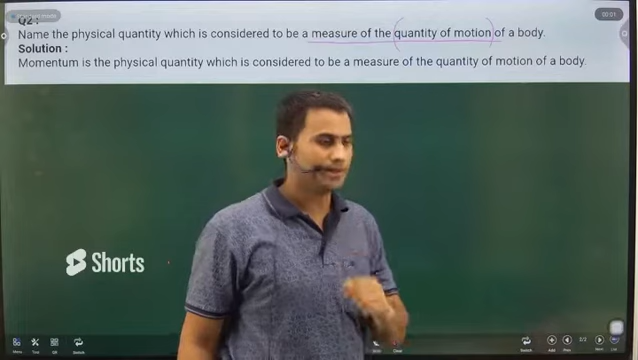 Q2 :
Name the physical quantity which is considered to be a measure of the quantity of motion of a body.
Solution :
Momentum is the physical quantity which is considered to be a measure of the quantity of motion of a body.
Shorts